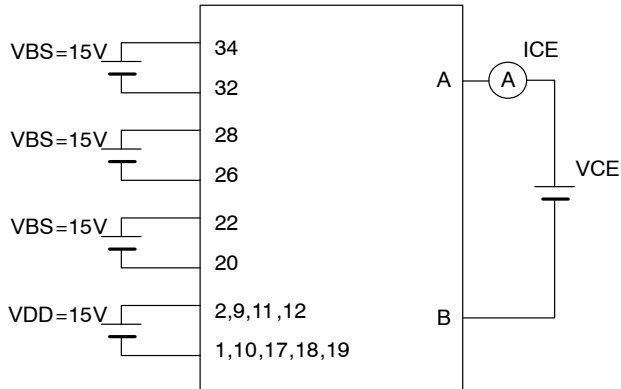 VBS=15V
34
32
VBS=15V
28
26
VBS=15V
22
20
VDD=15V
2,9,11,12
1,10,17,18,19
A
A
ICE
VCE
B